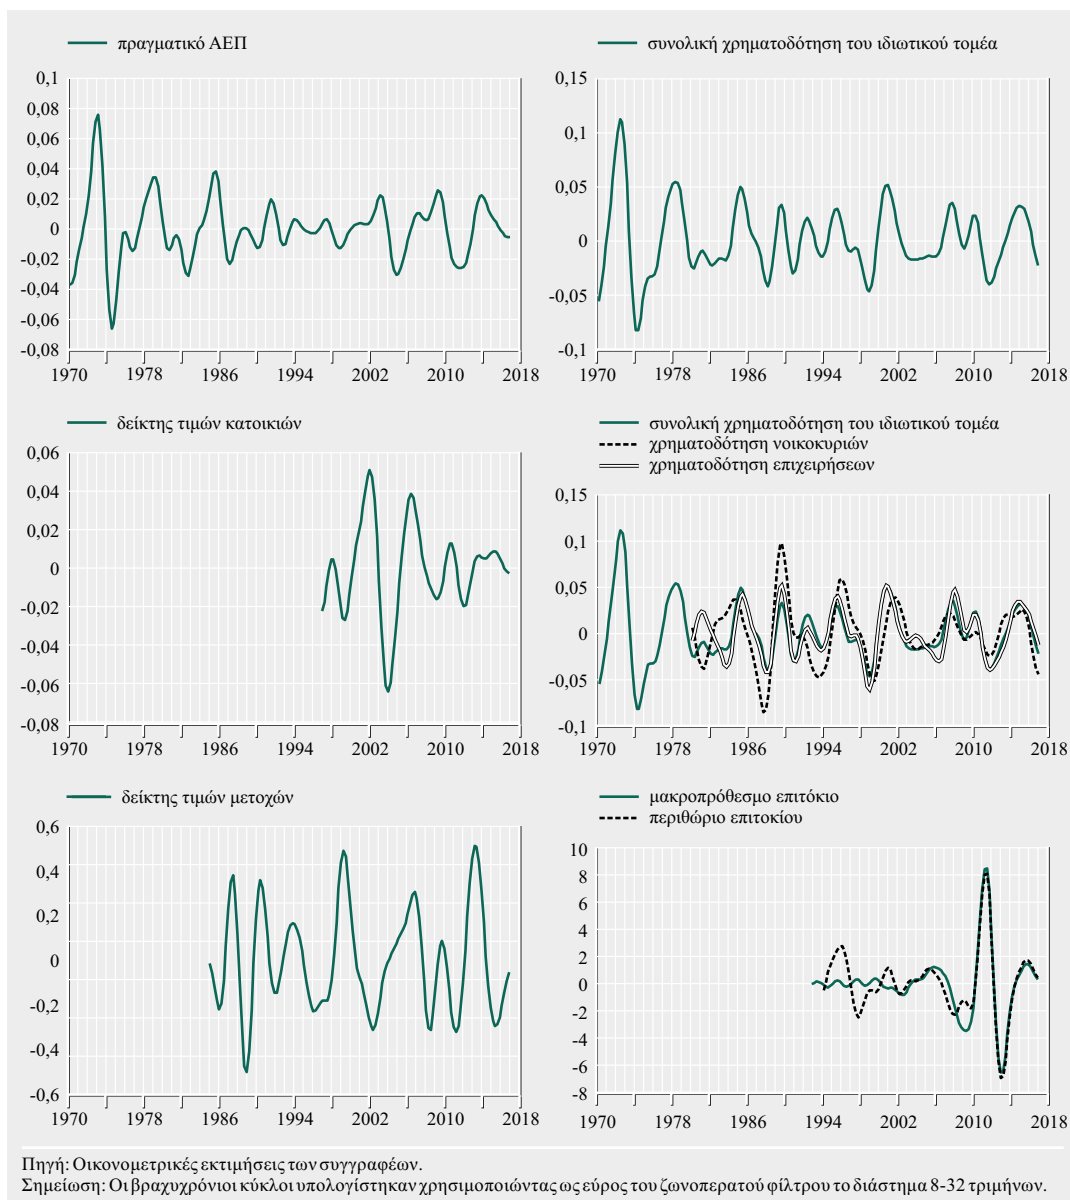 πραγματικό ΑΕΠ
0,1
0,08
0,06
0,04
0,02
0
-0,02
-0,04
-0,06
-0,08
1970 1978 1986 1994 2002 2010 2018
συνολική χρηματοδότηση του ιδιωτικού τομέα
0,15
0,1
0,05
0
-0,05
-0,1
1970 1978 1986 1994 2002 2010 2018
δείκτης τιμών κατοικιών
0,06
0,04
0,02
0
-0,02
-0,04
-0,06
-0,08
1970 1978 1986 1994 2002 2010 2018
συνολική χρηματοδότηση του ιδιωτικού τομέα
χρηματοδότηση νοικοκυριών
χρηματοδότηση επιχειρήσεων
0,15
0,1
0,05
0
-0,05
-0,1
1970 1978 1986 1994 2002 2010 2018
δείκτης τιμών μετοχών
0,6
0,4
0,2
0
-0,2
-0,4
-0,6
1970 1978 1986 1994 2002 2010 2018
μακροπρόθεσμο επιτόκιο
περιθώριο επιτοκίου
10
8
6
4
2
0
-2
-4
-6
-8
1970 1978 1986 1994 2002 2010 2018
Πηγή: Οικονομετρικές εκτιμήσεις των συγγραφέων.
Σημείωση: Οι βραχυχρόνιοι κύκλοι υπολογίστηκαν χρησιμοποιώντας ως εύρος του ζωνοπερατού φίλτρου το διάστημα 8-32 τριμήνων.